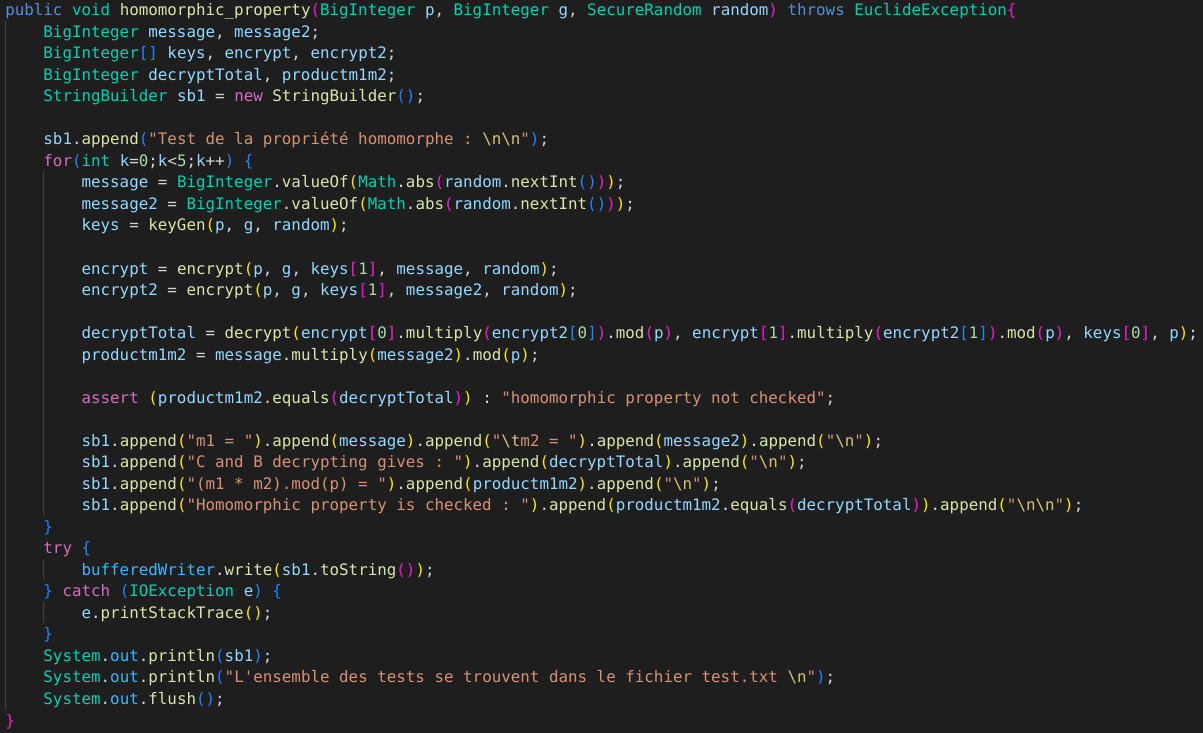 public void homomorphic_property(BigInteger p, BigInteger g, SecureRandom random) throws EuclideException{
    BigInteger message, message2;
    BigInteger[] keys, encrypt, encrypt2;
    BigInteger decryptTotal, productm1m2;
    StringBuilder sb1 = new StringBuilder();

    sb1.append("Test de la propriété homomorphe : \n\n");
    for(int k=0;k<5;k++) {
        message = BigInteger.valueOf(Math.abs(random.nextInt()));
        message2 = BigInteger.valueOf(Math.abs(random.nextInt()));
        keys = keyGen(p, g, random);

        encrypt = encrypt(p, g, keys[1], message, random);
        encrypt2 = encrypt(p, g, keys[1], message2, random);

        decryptTotal = decrypt(encrypt[0].multiply(encrypt2[0]).mod(p), encrypt[1].multiply(encrypt2[1]).mod(p), keys[0], p);
        productm1m2 = message.multiply(message2).mod(p);

        assert (productm1m2.equals(decryptTotal)) : "homomorphic property not checked";

        sb1.append("m1 = ").append(message).append("\tm2 = ").append(message2).append("\n");
        sb1.append("C and B decrypting gives : ").append(decryptTotal).append("\n");
        sb1.append("(m1 * m2).mod(p) = ").append(productm1m2).append("\n");
        sb1.append("Homomorphic property is checked : ").append(productm1m2.equals(decryptTotal)).append("\n\n");
    }
    try {
        bufferedWriter.write(sb1.toString());
    } catch (IOException e) {
        e.printStackTrace();
    }
    System.out.println(sb1);
    System.out.println("L'ensemble des tests se trouvent dans le fichier test.txt \n");
    System.out.flush();
}